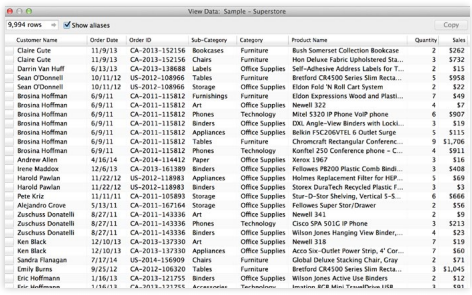 View Data: Sample - Superstore
9,994 rows Show aliases Copy
Customer Name Order Date Order ID Sub-Category Category Product Name Quantity Sales
Claire Gute 11/9/13 CA-2013-152156 Bookcases Furniture Bush Somerset Collection Bookcase 2 $262
Claire Gute 11/9/13 CA-2013-152156 Chairs Furniture Hon Deluxe Fabric Upholstered Sta... 3 $732
Darrin Van Huff 6/13/13 CA-2013-138688 Labels Office Supplies Self-Adhesive Address Labels for T... 2 $15
Sean O'Donnell 10/11/12 US-2012-108966 Tables Furniture Bretford CR4500 Series Slim Recta... 5 $958
Sean O'Donnell 10/11/12 US-2012-108966 Storage Office Supplies Eldon Fold 'N Roll Cart System 2 $22
Brosina Hoffman 6/9/11 CA-2011-115812 Furnishings Furniture Eldon Expressions Wood and Plasti... 7 $49
Brosina Hoffman 6/9/11 CA-2011-115812 Art Office Supplies Newell 322 4 $7
Brosina Hoffman 6/9/11 CA-2011-115812 Phones Technology Mitel 5320 IP Phone VoIP phone 6 $907
Brosina Hoffman 6/9/11 CA-2011-115812 Binders Office Supplies DXL Angle-View Binders with Locki... 3 $19
Brosina Hoffman 6/9/11 CA-2011-115812 Appliances Office Supplies Belkin F5C206VTEL 6 Outlet Surge 5 $115
Brosina Hoffman 6/9/11 CA-2011-115812 Tables Furniture Chromcraft Rectangular Conferenc... 9 $1,706
Brosina Hoffman 6/9/11 CA-2011-115812 Phones Technology Konftel 250 Conference phone - C... 4 $911
Andrew Allen 4/16/14 CA-2014-114412 Paper Office Supplies Xerox 1967 3 $16
Irene Maddox 12/6/13 CA-2013-161389 Binders Office Supplies Fellowes PB200 Plastic Comb Bindi... 3 $408
Harold Pawlan 11/22/12 US-2012-118983 Appliances Office Supplies Holmes Replacement Filter for HEP... 5 $69
Harold Pawlan 11/22/12 US-2012-118983 Binders Office Supplies Storex DuraTech Recycled Plastic F... 3 $3
Pete Kriz 11/11/11 CA-2011-105893 Storage Office Supplies Stur-D-Stor Shelving, Vertical 5-S... 6 $666
Alejandro Grove 5/13/11 CA-2011-167164 Storage Office Supplies Fellowes Super Stor/Drawer 2 $56
Zuschuss Donatelli 8/27/11 CA-2011-143336 Art Office Supplies Newell 341 2 $9
Zuschuss Donatelli 8/27/11 CA-2011-143336 Phones Technology Cisco SPA 501G IP Phone 3 $213
Zuschuss Donatelli 8/27/11 CA-2011-143336 Binders Office Supplies Wilson Jones Hanging View Binder,... 4 $23
Ken Black 12/10/13 CA-2013-137330 Art Office Supplies Newell 318 7 $19
Ken Black 12/10/13 CA-2013-137330 Appliances Office Supplies Acco Six-Outlet Power Strip, 4' Cor... 7 $60
Sandra Flanagan 7/17/14 US-2014-156909 Chairs Furniture Global Deluxe Stacking Chair, Gray 2 $71
Emily Burns 9/25/12 CA-2012-106320 Tables Furniture Bretford CR4500 Series Slim Recta... 3 $1,045
Eric Hoffmann 1/16/13 CA-2013-121755 Binders Office Supplies Wilson Jones Active Use Binders 2 $12
Eric Hoffmann 1/16/13 CA-2013-121755 Accessories Technology Imation 8GB Mini TravelDrive USB 3 $91